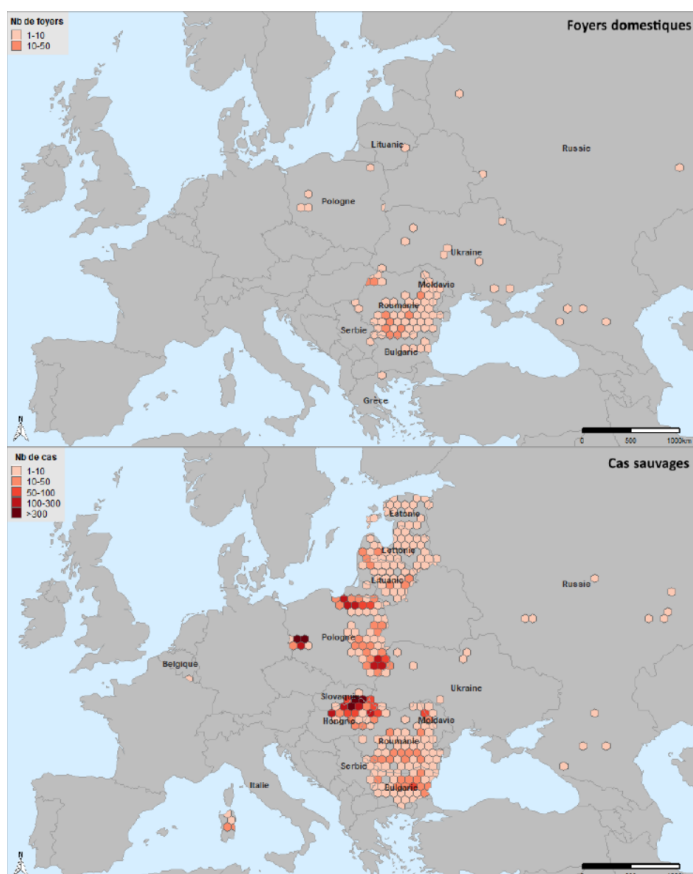 Nb de foyers
1-10
10-50
Foyers domestiques
Lituanie
Russie
Pologne
Ukraine
Moldavie
Roumanie
Serbie
Bulgarie
Grèce
N
0 500 1000km
Nb de cas
1-10
10-50
50-100
100-300
>300
Cas sauvages
Estonie
Lettonie
Lituanie
Russie
Pologne
Belgique
Slovaquie
Ukraine
Hongrie
Moldavie
Roumanie
Serbie
Italie
Bulgarie
N